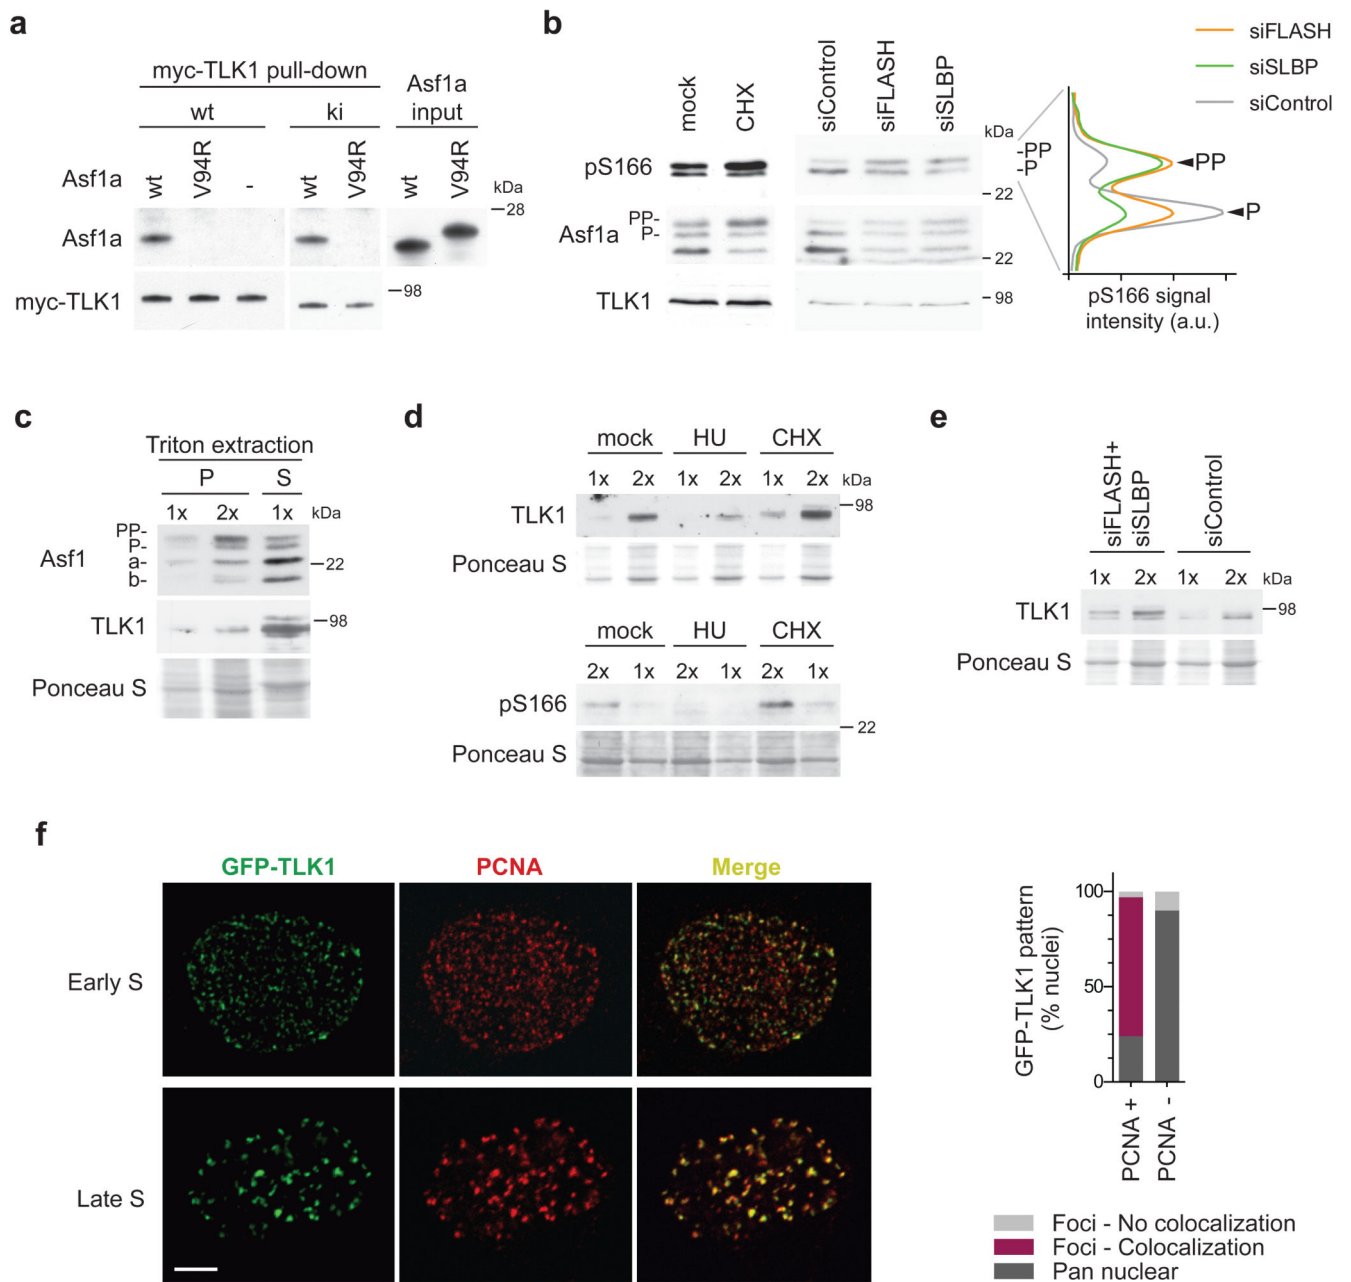 a
myc-TLK1 pull-down
wt
ki
Asf1a
input
Asf1a
wt
V94R
-
wt
V94R
wt
V94R
kDa
28
Asf1a
myc-TLK1
98
b
mock
CHX
siControl
siFLASH
siSLBP
kDa
pS166
-PP
-P
22
Asf1a
PP-
P-
22
TLK1
98
siFLASH
siSLBP
siControl
PP
P
pS166 signal
intensity (a.u.)
c
Triton extraction
P
S
1x
2x
1x
kDa
Asf1
PP-
P-
a-
b-
22
TLK1
98
Ponceau S
d
mock
HU
CHX
1x
2x
1x
2x
1x
2x
kDa
TLK1
98
Ponceau S
mock
HU
CHX
2x
1x
2x
1x
2x
1x
pS166
22
Ponceau S
e
siFLASH+
siSLBP
siControl
1x
2x
1x
2x
kDa
TLK1
98
Ponceau S
f
GFP-TLK1
PCNA
Merge
Early S
Late S
GFP-TLK1 pattern
(% nuclei)
100
50
0
PCNA +
PCNA -
Foci - No colocalization
Foci - Colocalization
Pan nuclear